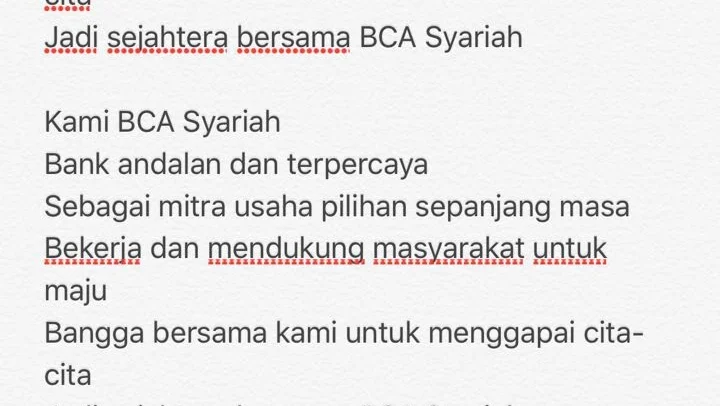 cita
Jadi sejahtera bersama BCA Syariah
Kami BCA Syariah
Bank andalan dan terpercaya
Sebagai mitra usaha pilihan sepanjang masa
Bekerja dan mendukung masyarakat untuk
maju
Bangga bersama kami untuk menggapai cita-
cita